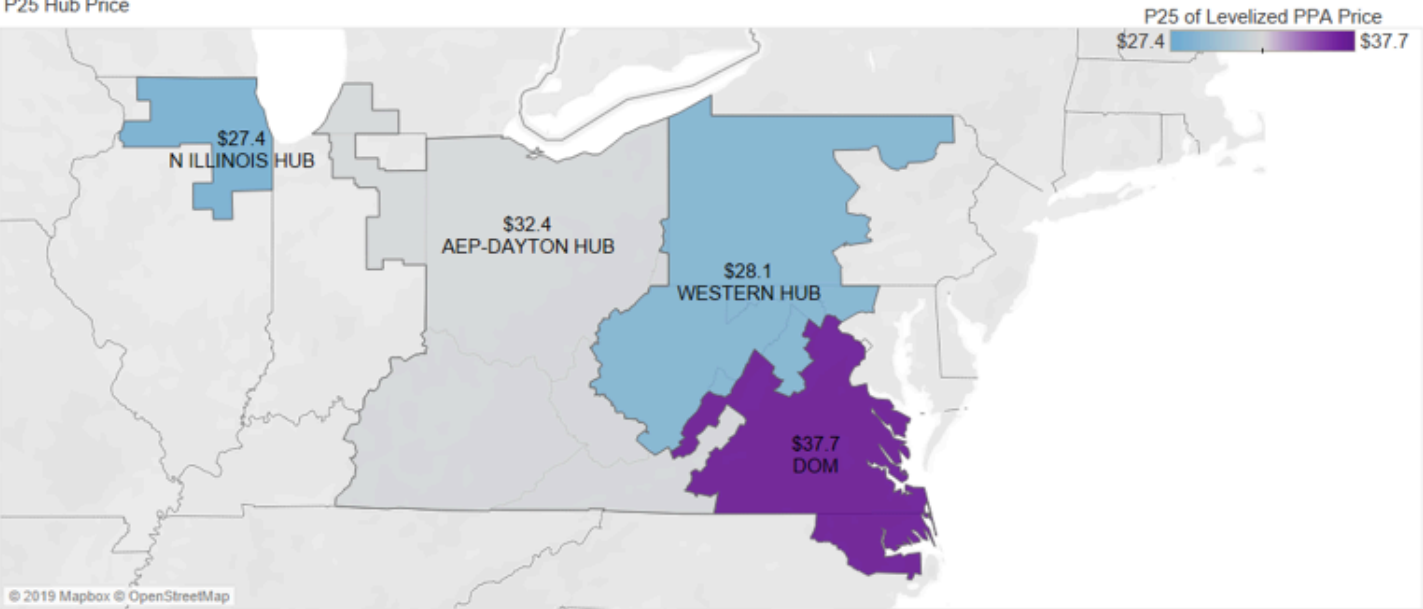 P25 Hub Price
P25 of Levelized PPA Price
$27.4 $37.7
$27.4
N ILLINOIS HUB
$32.4
AEP-DAYTON HUB
$28.1
WESTERN HUB
$37.7
DOM
© 2019 Mapbox © OpenStreetMap